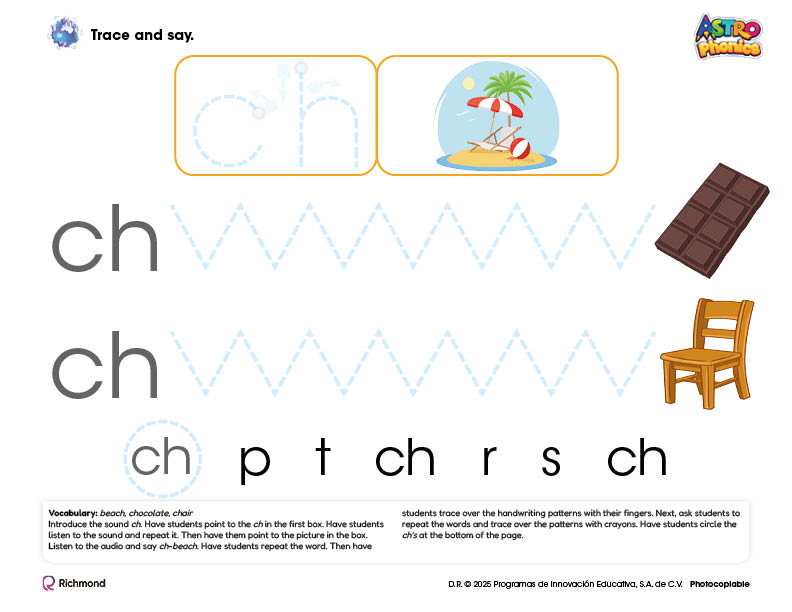 Trace and say.
ASTRO
Phonics
ch
ch
ch
ch p t ch r s ch
Vocabulary: beach, chocolate, chair
Introduce the sound ch. Have students point to the ch in the first box. Have students
listen to the sound and repeat it. Then have them point to the picture in the box.
Listen to the audio and say ch-beach. Have students repeat the word. Then have
students trace over the handwriting patterns with their fingers. Next, ask students to
repeat the words and trace over the patterns with crayons. Have students circle the
ch's at the bottom of the page.
Richmond
D.R. © 2025 Programas de Innovación Educativa, S.A. de C.V. Photocopiable